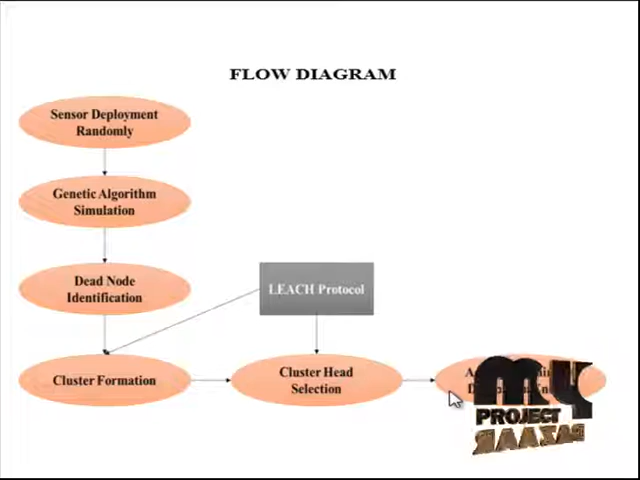 FLOW DIAGRAM
Sensor Deployment
Randomly
Genetic Algorithm
Simulation
Dead Node
Identification
LEACH Protocol
Cluster Formation
Cluster Head
Selection
MY
PROJECT